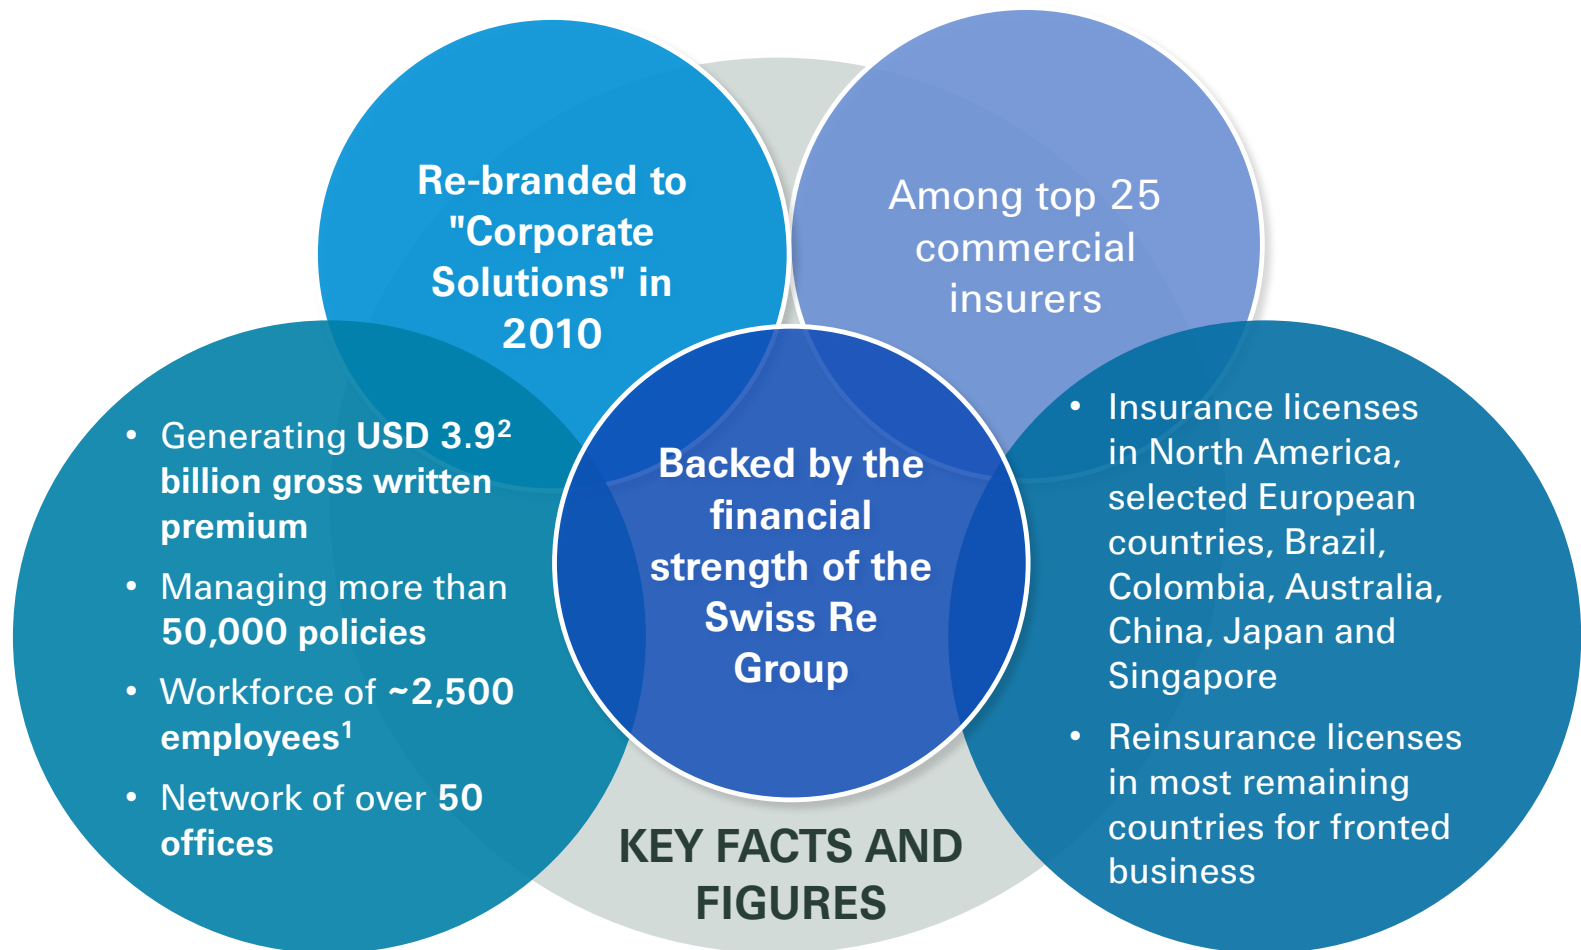 Re-branded to
"Corporate
Solutions" in
2010
Among top 25
commercial
insurers
• Generating USD 3.9²
billion gross written
premium
• Managing more than
50,000 policies
• Workforce of ~2,500
employees¹
• Network of over 50
offices
Backed by the
financial
strength of the
Swiss Re
Group
• Insurance licenses
in North America,
selected European
countries, Brazil,
Colombia, Australia,
China, Japan and
Singapore
• Reinsurance licenses
in most remaining
countries for fronted
business
KEY FACTS AND
FIGURES